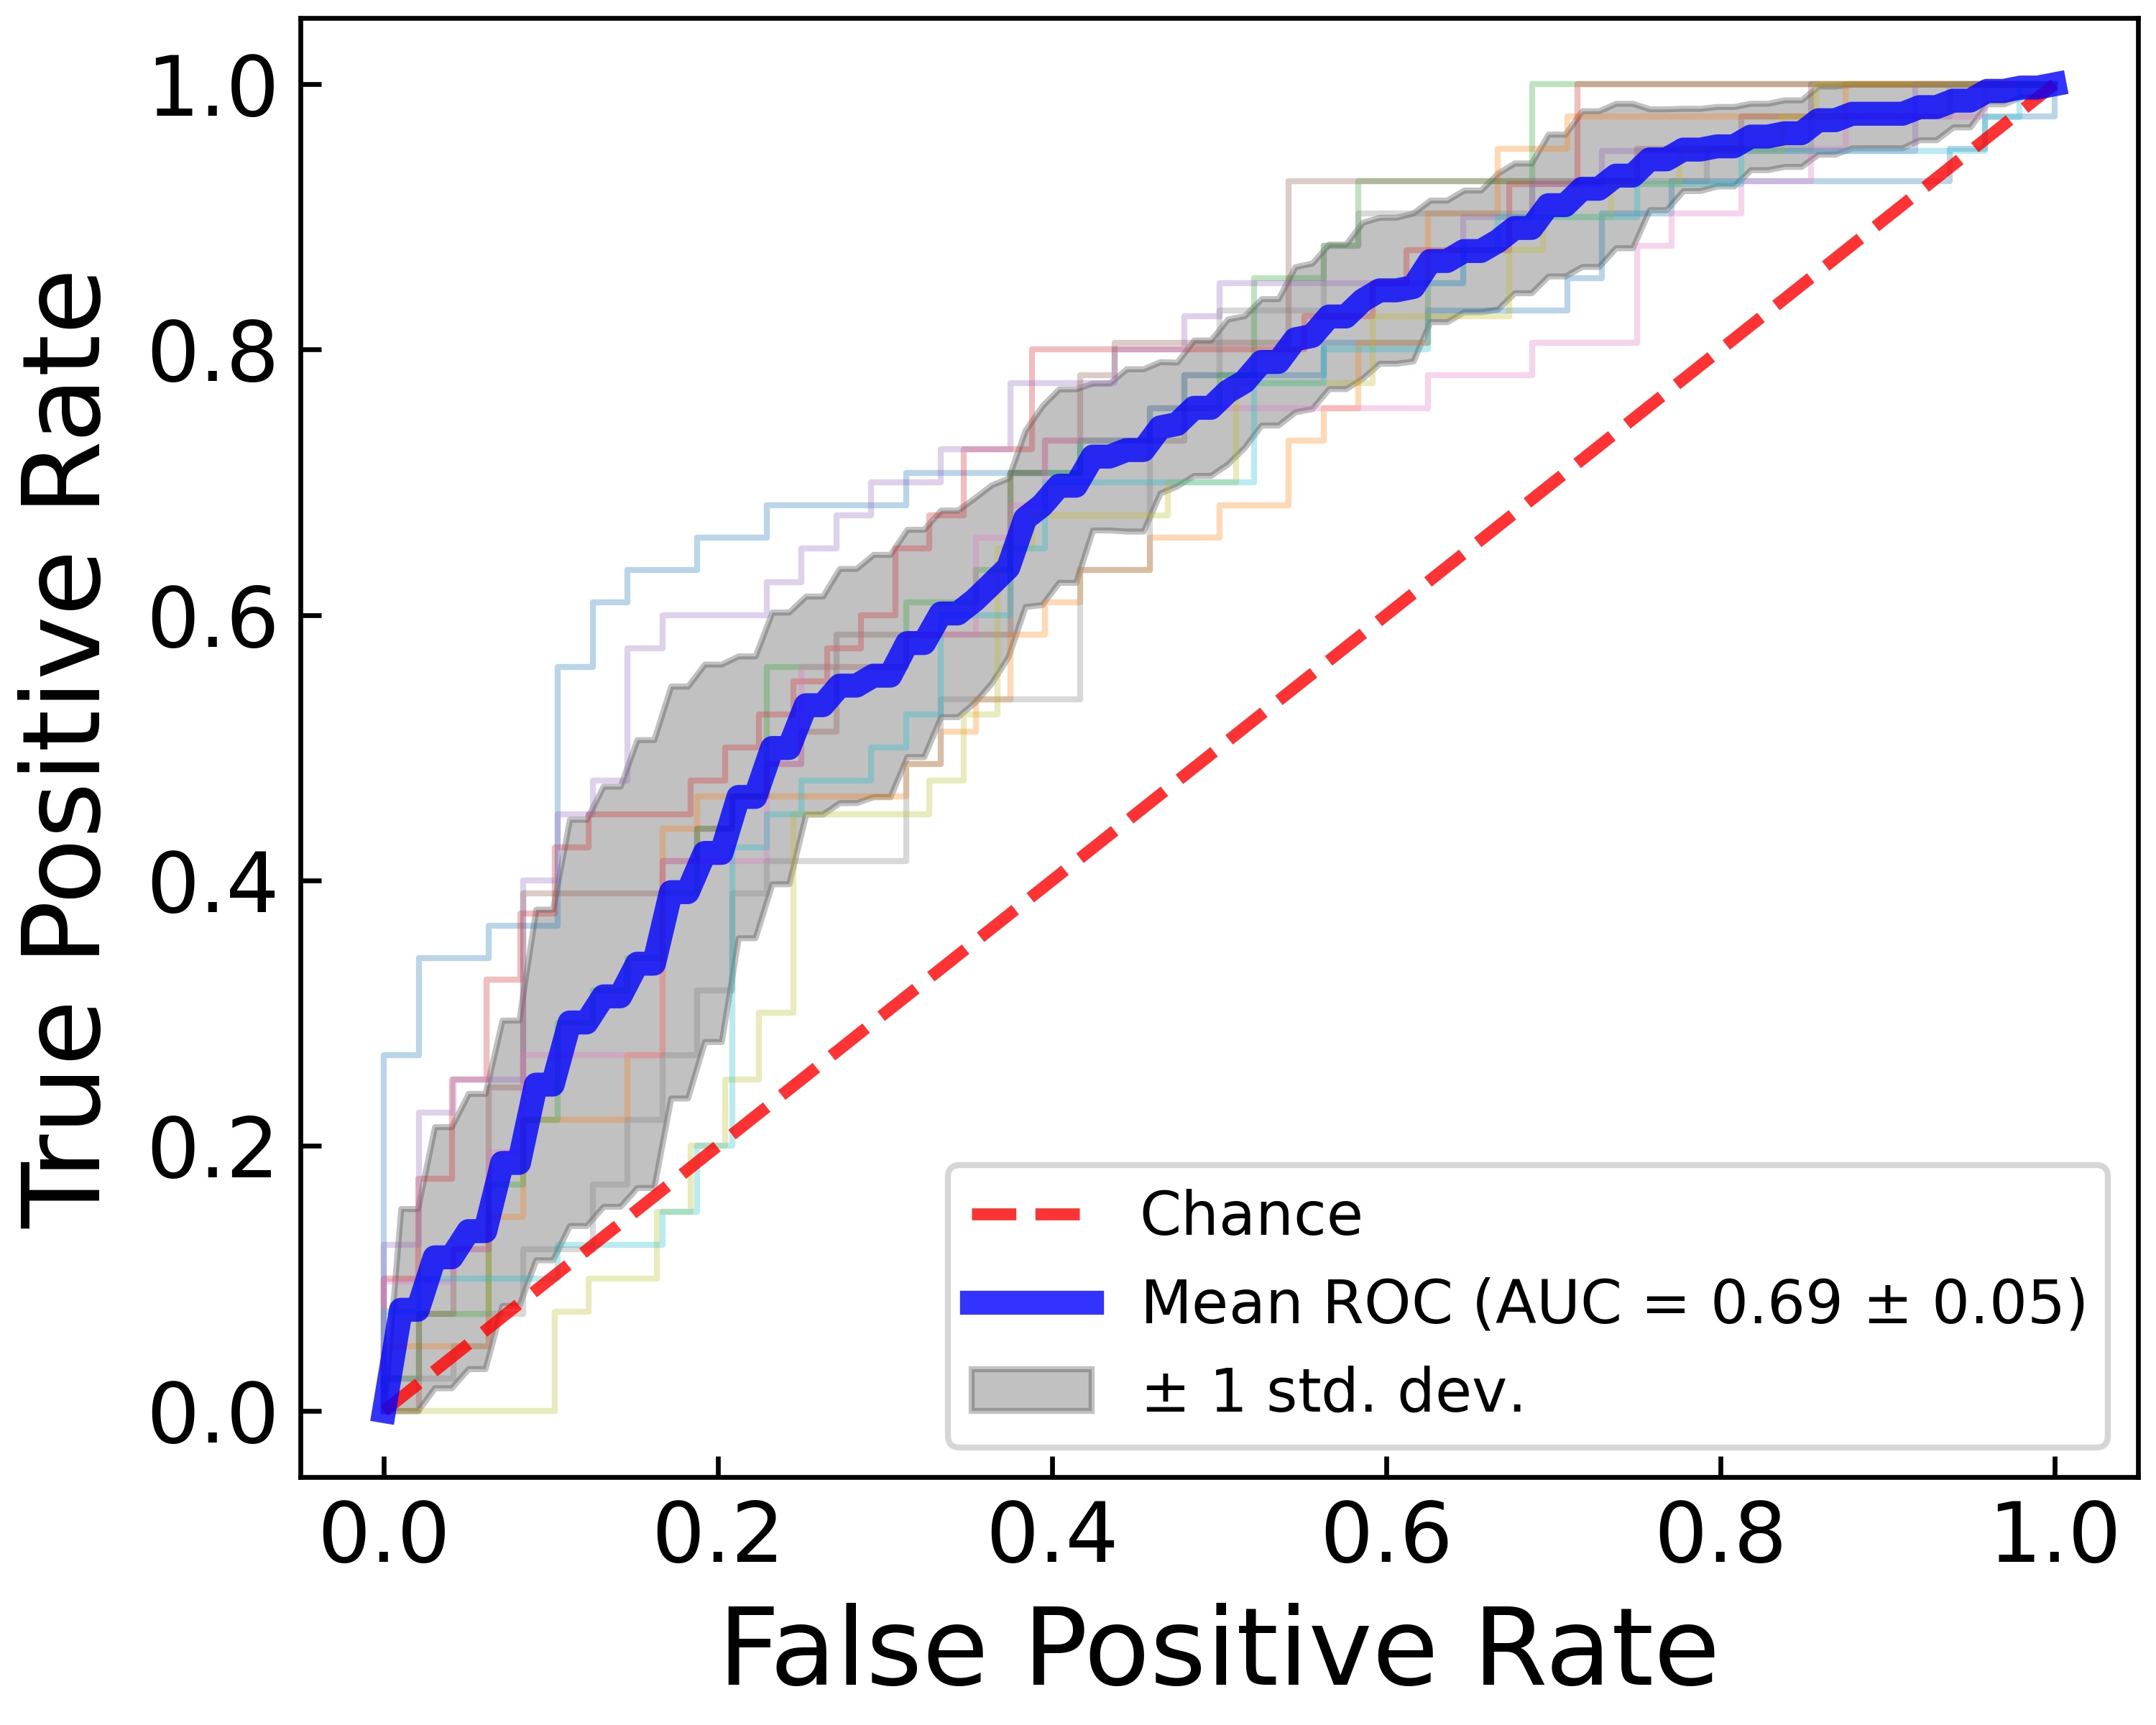 True Positive Rate
1.0
0.8
0.6
0.4
0.2
0.0
Chance
Mean ROC (AUC = 0.69 ± 0.05)
± 1 std. dev.
0.0 0.2 0.4 0.6 0.8 1.0
False Positive Rate